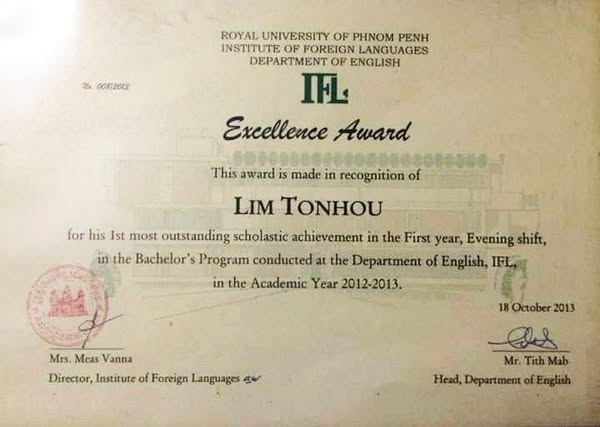 ROYAL UNIVERSITY OF PHNOM PENH
INSTITUTE OF FOREIGN LANGUAGES
DEPARTMENT OF ENGLISH
No. 005/2013
IFL
Excellence Award
This award is made in recognition of
LIM TONHOU
for his 1st most outstanding scholastic achievement in the First year, Evening shift,
in the Bachelor's Program conducted at the Department of English, IFL,
in the Academic Year 2012-2013.
18 October 2013
Mrs. Meas Vanna
Director, Institute of Foreign Languages
Mr. Tith Mab
Head, Department of English